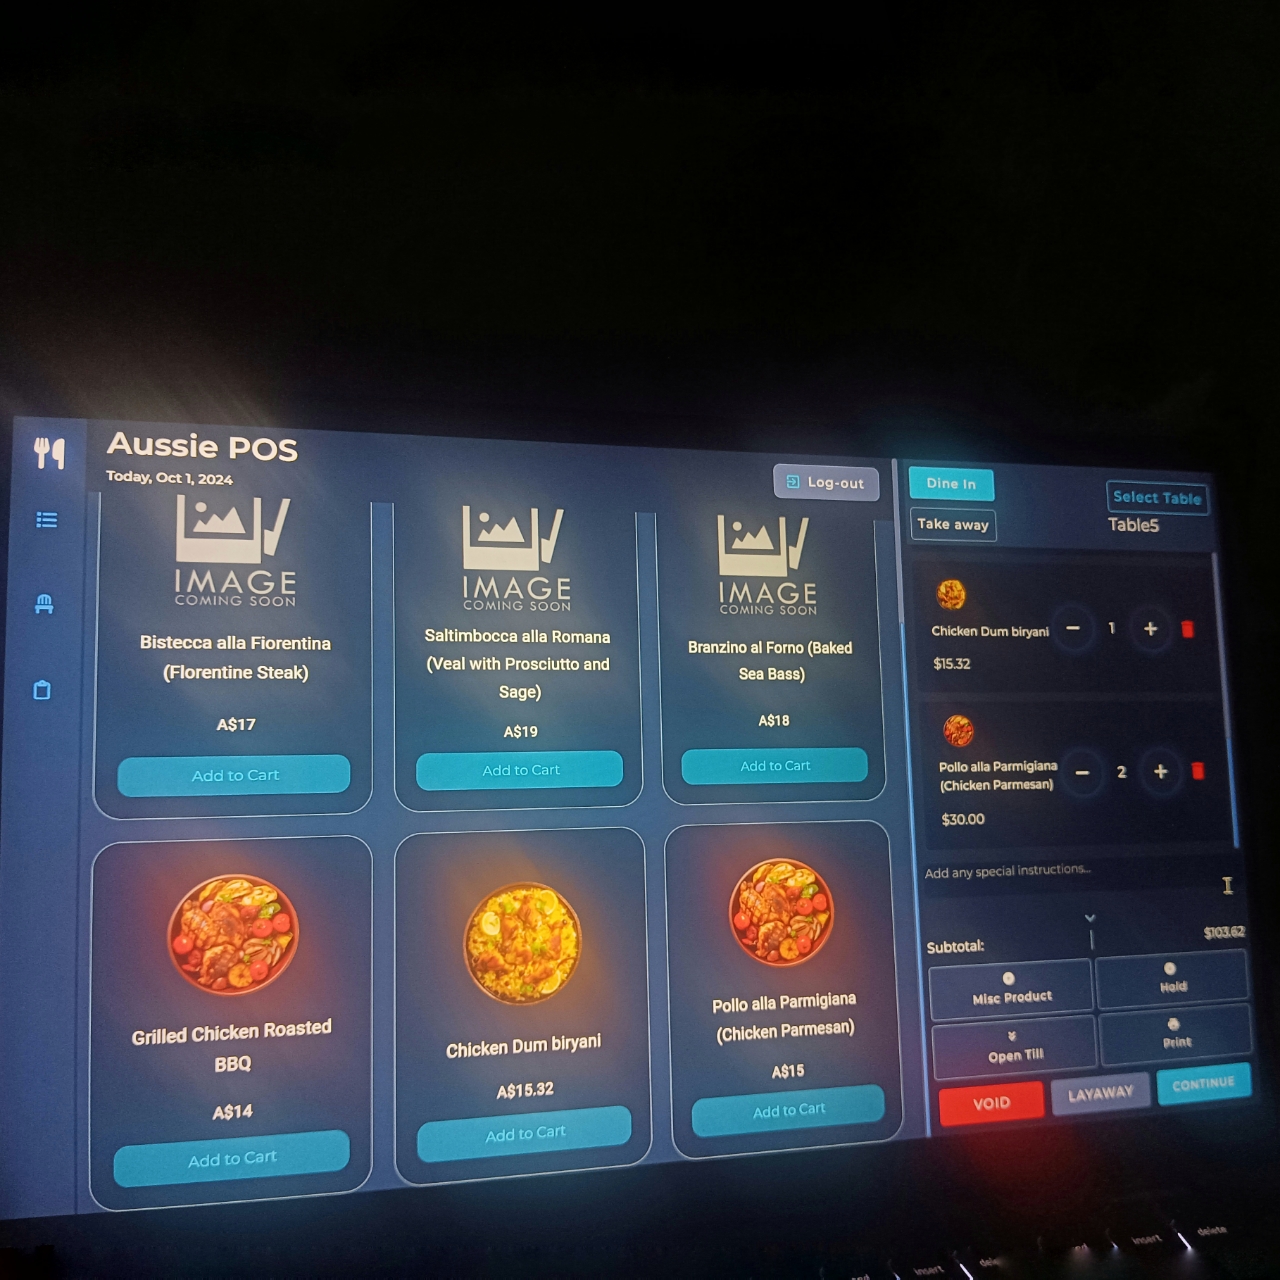 Aussie POS
Today, Oct 1, 2024
Log-out
IMAGE
COMING SOON
Bistecca alla Fiorentina
(Florentine Steak)
A$17
Add to Cart
IMAGE
COMING SOON
Saltimbocca alla Romana
(Veal with Prosciutto and
Sage)
A$19
Add to Cart
IMAGE
COMING SOON
Branzino al Forno (Baked
Sea Bass)
A$18
Add to Cart
Grilled Chicken Roasted
BBQ
A$14
Add to Cart
Chicken Dum biryani
A$15.32
Add to Cart
Pollo alla Parmigiana
(Chicken Parmesan)
A$15
Add to Cart
Dine In
Select Table
Take away
Table5
Chicken Dum biryani
1
$15.32
Pollo alla Parmigiana
(Chicken Parmesan)
2
$30.00
Add any special instructions...
Subtotal:
$103.62
Misc Product
Hold
Open Till
Print
VOID
LAYAWAY
CONTINUE
insert
delete
insert